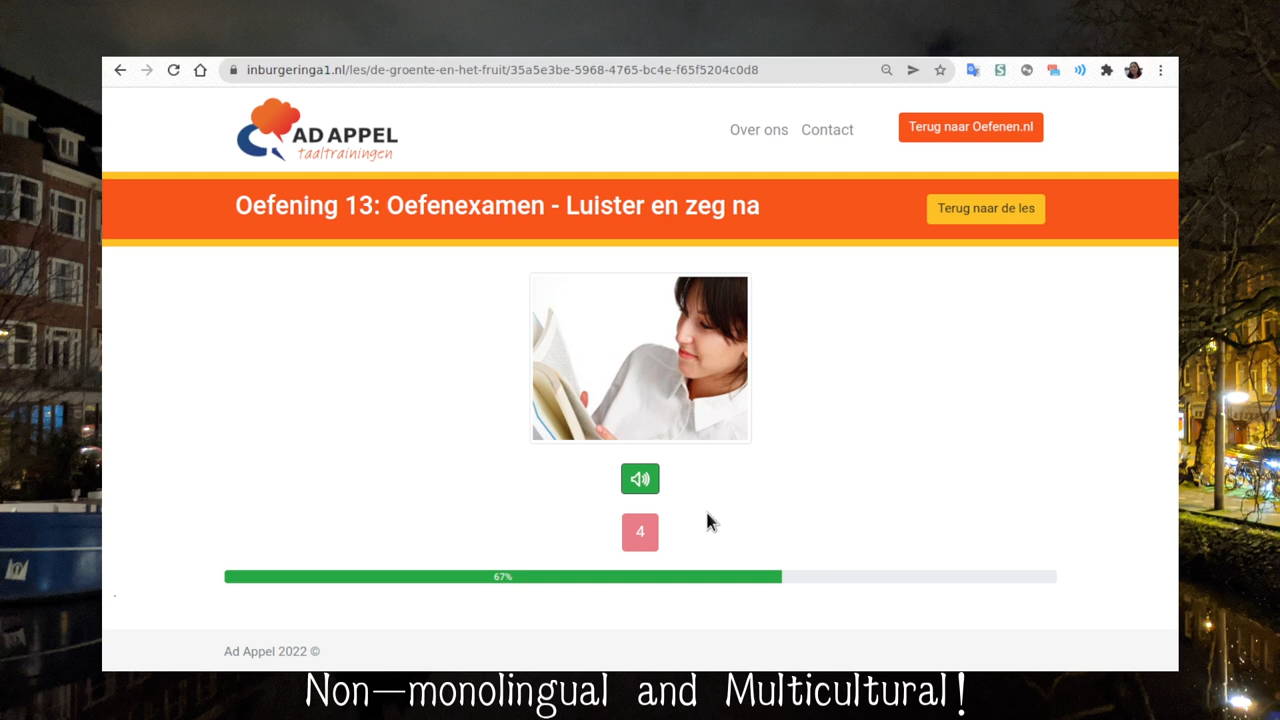 inburgeringa1.nl/les/de-groente-en-het-fruit/35a5e3be-5968-4765-bc4e-f65f5204c0d8
AD APPEL
taaltrainingen
Over ons
Contact
Terug naar Oefenen.nl
Oefening 13: Oefenexamen - Luister en zeg na
Terug naar de les
4
67%
Ad Appel 2022 ©
Non-monolingual and Multicultural!